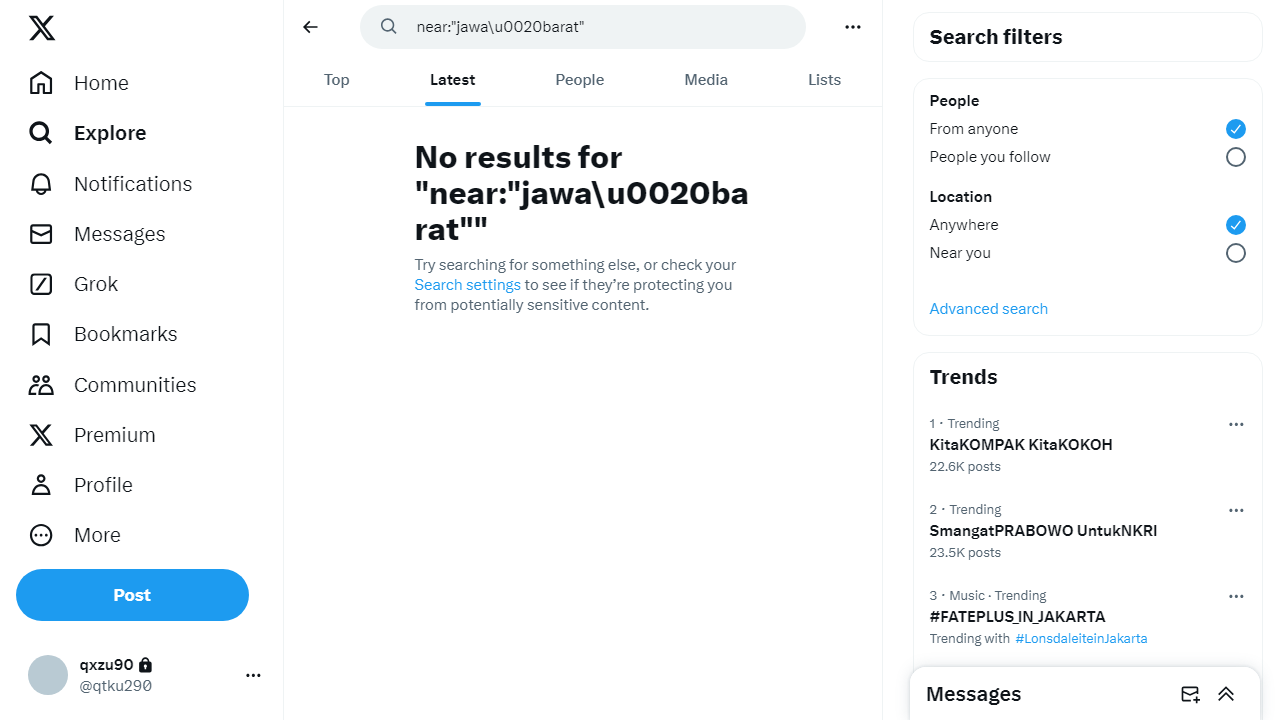 Home
Explore
Notifications
Messages
Grok
Bookmarks
Communities
Premium
Profile
More
Post
qxzu90
@qtku290
near:"jawa\u0020barat"
Top
Latest
People
Media
Lists
No results for
"near:"jawa\u0020ba
rat""
Try searching for something else, or check your
Search settings to see if they’re protecting you
from potentially sensitive content.
Search filters
People
From anyone
People you follow
Location
Anywhere
Near you
Advanced search
Trends
1 · Trending
KitaKOMPAK KitaKOKOH
22.6K posts
2 · Trending
SmangatPRABOWO UntukNKRI
23.5K posts
3 · Music · Trending
#FATEPLUS_IN_JAKARTA
Trending with #LonsdaleiteinJakarta
Messages